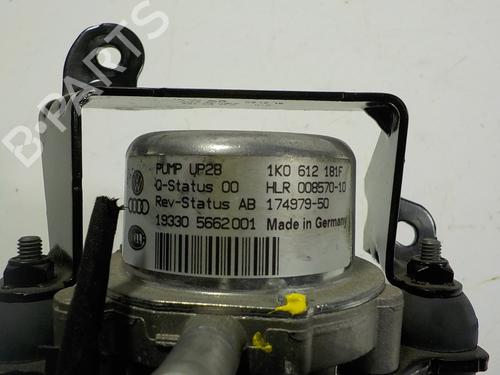 B-PARTS
PUMP UP28 1K0 612 181F
Q-Status 00 HLR 008570-10
Rev-Status AB 174979-50
19330 5662001 Made in Germany